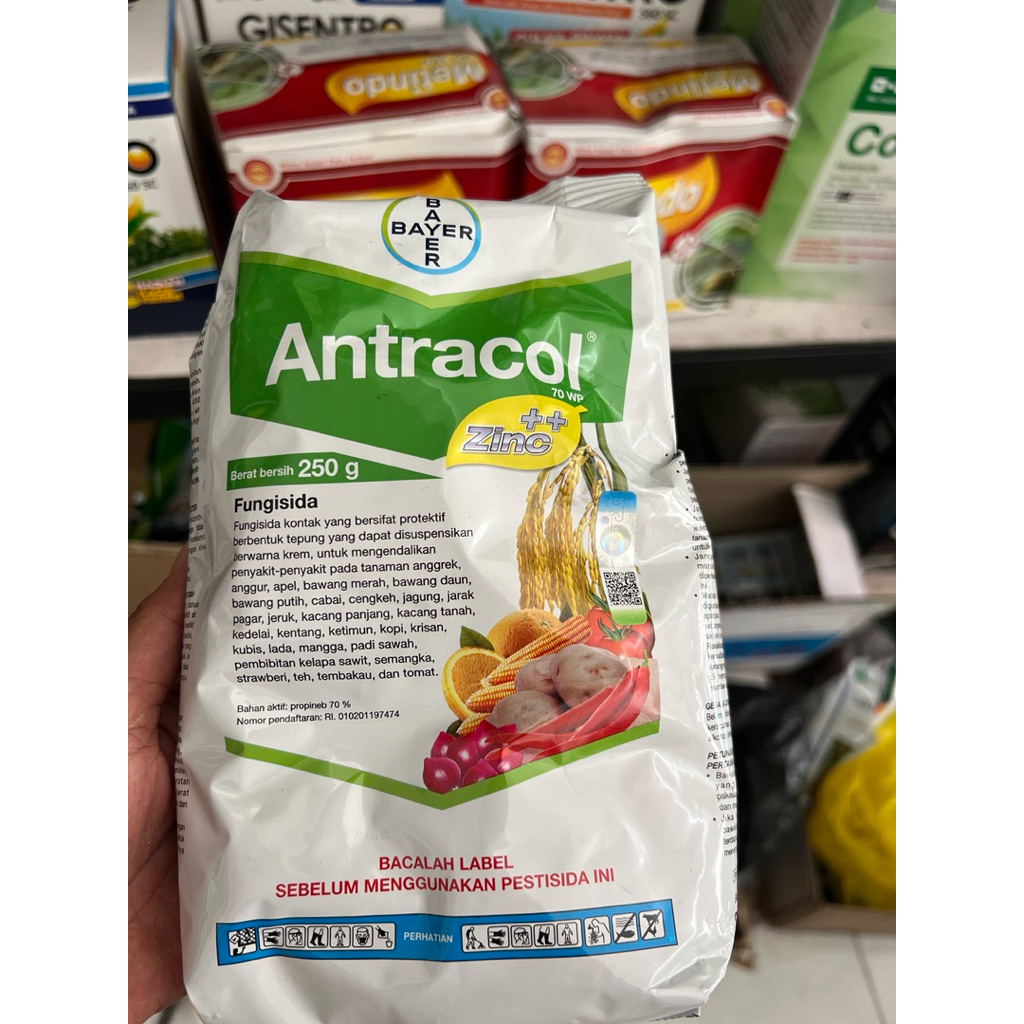 GISENTRO
Metindo
Metindo
Co
BAYER
BAYER
Antracol®
70 WP
Zinc++
Berat bersih 250 g
Fungisida
Fungisida kontak yang bersifat protektif
berbentuk tepung yang dapat disuspensikan
berwarna krem, untuk mengendalikan
penyakit-penyakit pada tanaman anggrek,
anggur, apel, bawang merah, bawang daun,
bawang putih, cabai, cengkeh, jagung, jarak
pagar, jeruk, kacang panjang, kacang tanah,
kedelai, kentang, ketimun, kopi, krisan,
kubis, lada, mangga, padi sawah,
pembibitan kelapa sawit, semangka,
strawberi, teh, tembakau, dan tomat.
Bahan aktif: propineb 70 %
Nomor pendaftaran: RI. 010201197474
BACALAH LABEL
SEBELUM MENGGUNAKAN PESTISIDA INI
PERHATIAN